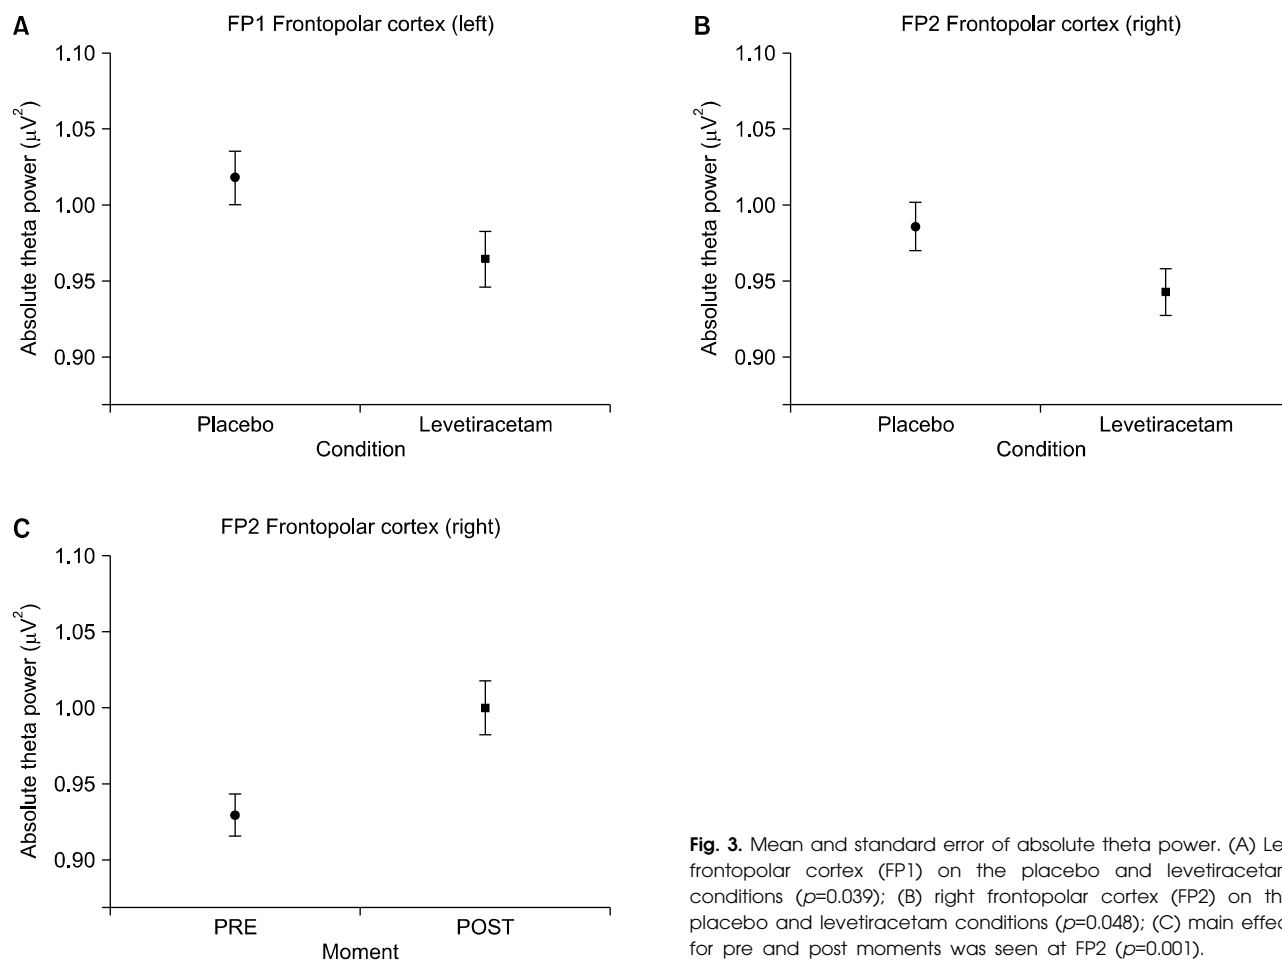 A
FP1 Frontopolar cortex (left)
1.10
1.05
1.00
0.95
0.90
Absolute theta power (μV²)
Placebo
Levetiracetam
Condition
B
FP2 Frontopolar cortex (right)
1.10
1.05
1.00
0.95
0.90
Absolute theta power (μV²)
Placebo
Levetiracetam
Condition
C
FP2 Frontopolar cortex (right)
1.10
1.05
1.00
0.95
0.90
Absolute theta power (μV²)
PRE
POST
Moment
Fig. 3. Mean and standard error of absolute theta power. (A) Le
frontopolar cortex (FP1) on the placebo and levetiracetam
conditions (p=0.039); (B) right frontopolar cortex (FP2) on th
placebo and levetiracetam conditions (p=0.048); (C) main effec
for pre and post moments was seen at FP2 (p=0.001).